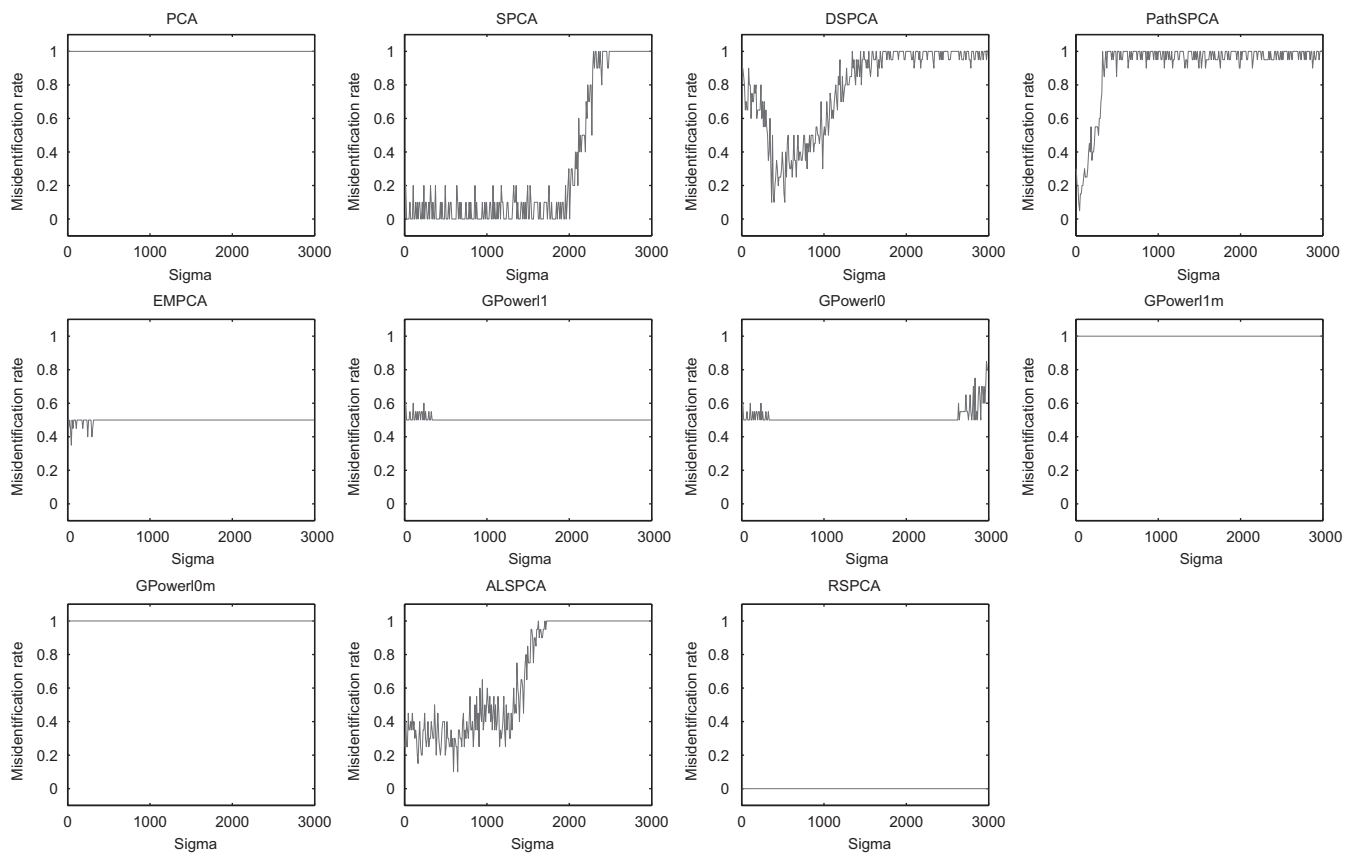 PCA
Misidentification rate
1
0.8
0.6
0.4
0.2
0
0 1000 2000 3000
Sigma
SPCA
Misidentification rate
1
0.8
0.6
0.4
0.2
0
0 1000 2000 3000
Sigma
DSPCA
Misidentification rate
1
0.8
0.6
0.4
0.2
0
0 1000 2000 3000
Sigma
PathSPCA
Misidentification rate
1
0.8
0.6
0.4
0.2
0
0 1000 2000 3000
Sigma
EMPCA
Misidentification rate
1
0.8
0.6
0.4
0.2
0
0 1000 2000 3000
Sigma
GPowerl1
Misidentification rate
1
0.8
0.6
0.4
0.2
0
0 1000 2000 3000
Sigma
GPowerl0
Misidentification rate
1
0.8
0.6
0.4
0.2
0
0 1000 2000 3000
Sigma
GPowerl1m
Misidentification rate
1
0.8
0.6
0.4
0.2
0
0 1000 2000 3000
Sigma
GPowerl0m
Misidentification rate
1
0.8
0.6
0.4
0.2
0
0 1000 2000 3000
Sigma
ALSPCA
Misidentification rate
1
0.8
0.6
0.4
0.2
0
0 1000 2000 3000
Sigma
RSPCA
Misidentification rate
1
0.8
0.6
0.4
0.2
0
0 1000 2000 3000
Sigma